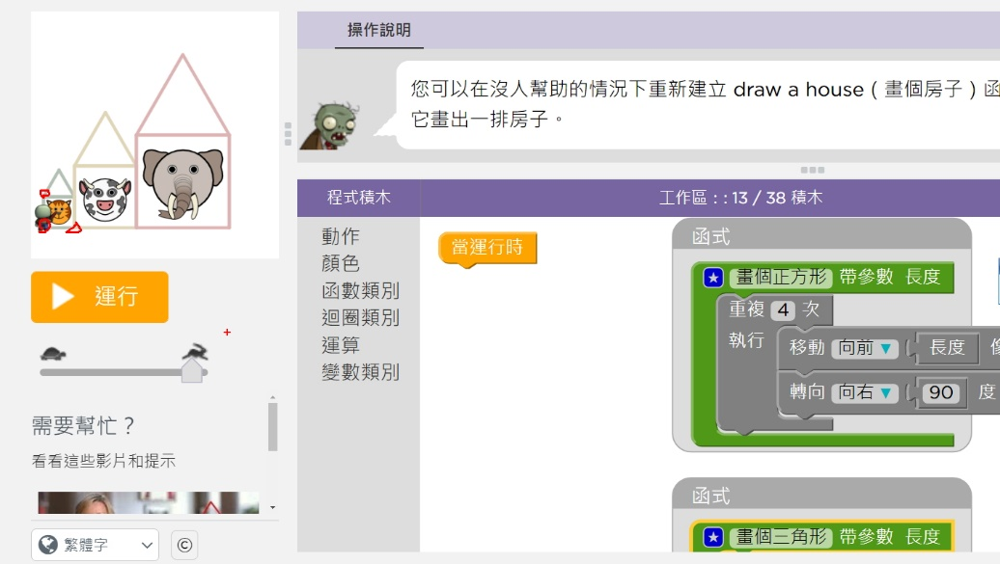 操作說明
您可以在沒人幫助的情況下重新建立 draw a house ( 畫個房子 )
它畫出一排房子。
程式積木
工作區 : : 13 / 38 積木
動作
顏色
函數類別
迴圈類別
運算
變數類別
當運行時
函式
畫個正方形 帶參數 長度
重複 4 次
執行
移動 向前 ▼ 長度
轉向 向右 ▼ 90 度
函式
畫個三角形 帶參數 長度
運行
需要幫忙？
看看這些影片和提示
繁體字
©